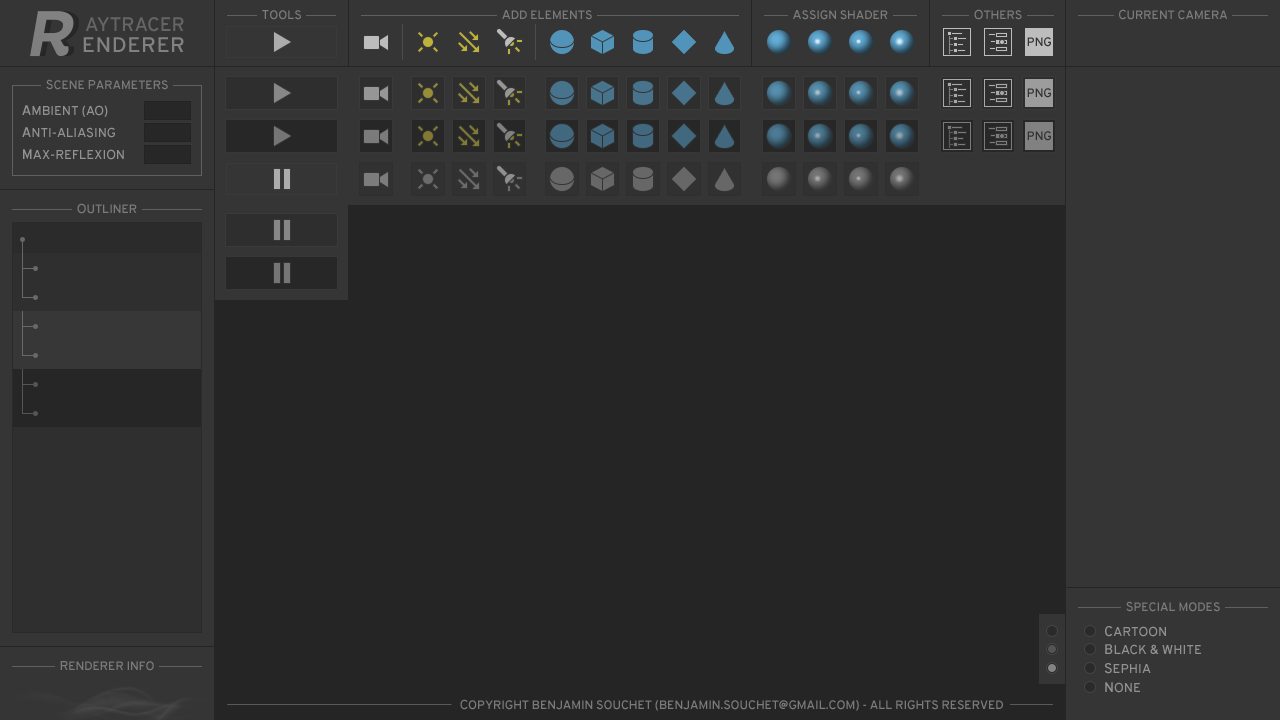 RAYTRACER
RENDERER
TOOLS
ADD ELEMENTS
ASSIGN SHADER
OTHERS
CURRENT CAMERA
PNG
SCENE PARAMETERS
AMBIENT (AO)
ANTI-ALIASING
MAX-REFLEXION
PNG
PNG
OUTLINER
SPECIAL MODES
CARTOON
BLACK & WHITE
SEPHIA
NONE
RENDERER INFO
COPYRIGHT BENJAMIN SOUCHET (BENJAMIN.SOUCHET@GMAIL.COM) - ALL RIGHTS RESERVED